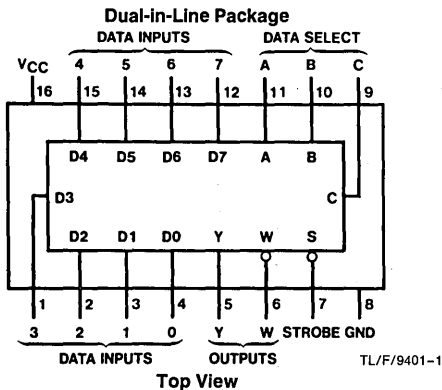 Dual-in-Line Package
DATA INPUTS DATA SELECT
VCC 4 5 6 7 A B C
16 15 14 13 12 11 10 9
D4 D5 D6 D7 A B
D3 C
D2 D1 D0 Y W S
1 2 3 4 5 6 7 8
3 2 1 0 Y W STROBE GND
DATA INPUTS OUTPUTS
TL/F/9401-1
Top View